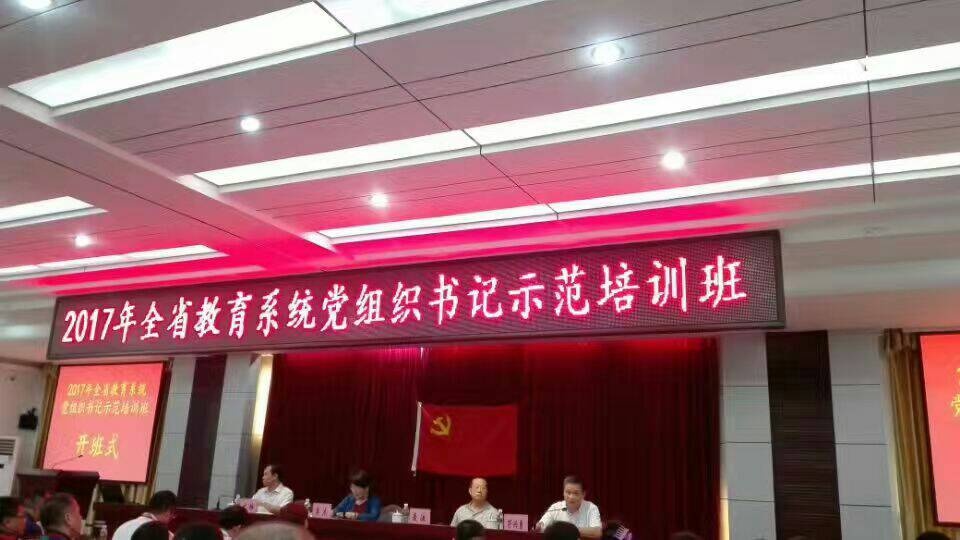 2017年全省教育系统党组织书记示范培训班
2017年全省教育系统
党组织书记示范培训班
开班式
党